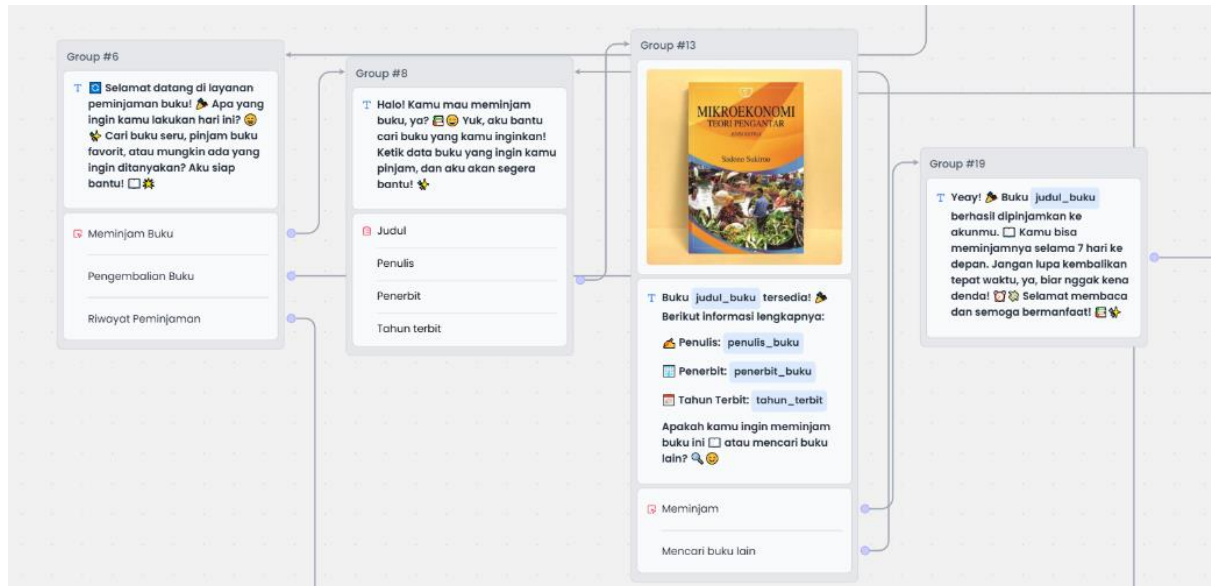 Group #6
🔄 Selamat datang di layanan
peminjaman buku! 🎉 Apa yang
ingin kamu lakukan hari ini? 😄
✨ Cari buku seru, pinjam buku
favorit, atau mungkin ada yang
ingin ditanyakan? Aku siap
bantu! 📖🌟
Meminjam Buku
Pengembalian Buku
Riwayat Peminjaman
Group #8
Halo! Kamu mau meminjam
buku, ya? 📚😊 Yuk, aku bantu
cari buku yang kamu inginkan!
Ketik data buku yang ingin kamu
pinjam, dan aku akan segera
bantu! ✨
Judul
Penulis
Penerbit
Tahun terbit
Group #13
MIKROEKONOMI
TEORI PENGANTAR
Sadono Sukirno
Buku judul_buku tersedia! 🎉
Berikut informasi lengkapnya:
✍️ Penulis: penulis_buku
🏢 Penerbit: penerbit_buku
📅 Tahun Terbit: tahun_terbit
Apakah kamu ingin meminjam
buku ini 📖 atau mencari buku
lain? 🔍😊
Meminjam
Mencari buku lain
Group #19
Yeay! 🎉 Buku judul_buku
berhasil dipinjamkan ke
akunmu. 📖 Kamu bisa
meminjamnya selama 7 hari ke
depan. Jangan lupa kembalikan
tepat waktu, ya, biar nggak kena
denda! ⏰💸 Selamat membaca
dan semoga bermanfaat! 📚✨